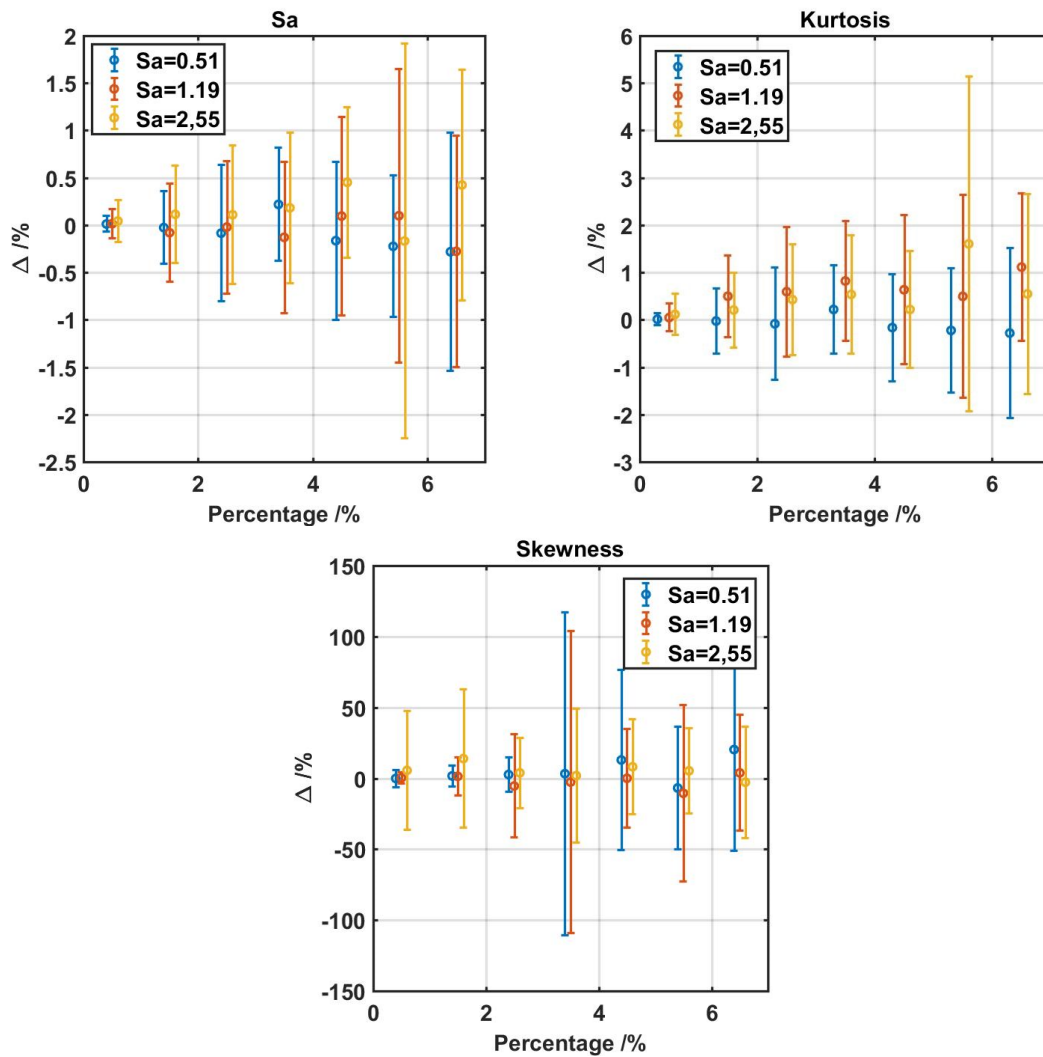 Sa
2
1.5
1
0.5
0
-0.5
-1
-1.5
-2
-2.5
Δ /%
Sa=0.51
Sa=1.19
Sa=2,55
0 2 4 6
Percentage /%
Kurtosis
6
5
4
3
2
1
0
-1
-2
-3
Δ /%
Sa=0.51
Sa=1.19
Sa=2,55
0 2 4 6
Percentage /%
Skewness
150
100
50
0
-50
-100
-150
Δ /%
Sa=0.51
Sa=1.19
Sa=2,55
0 2 4 6
Percentage /%